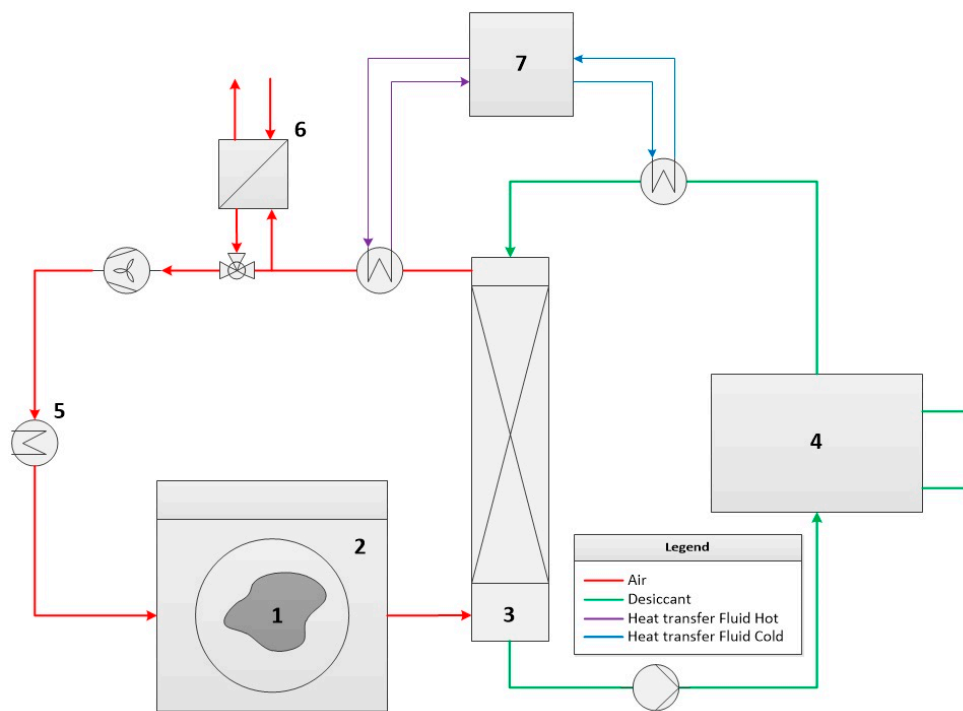 7
6
5
4
2
1
3
Legend
Air
Desiccant
Heat transfer Fluid Hot
Heat transfer Fluid Cold